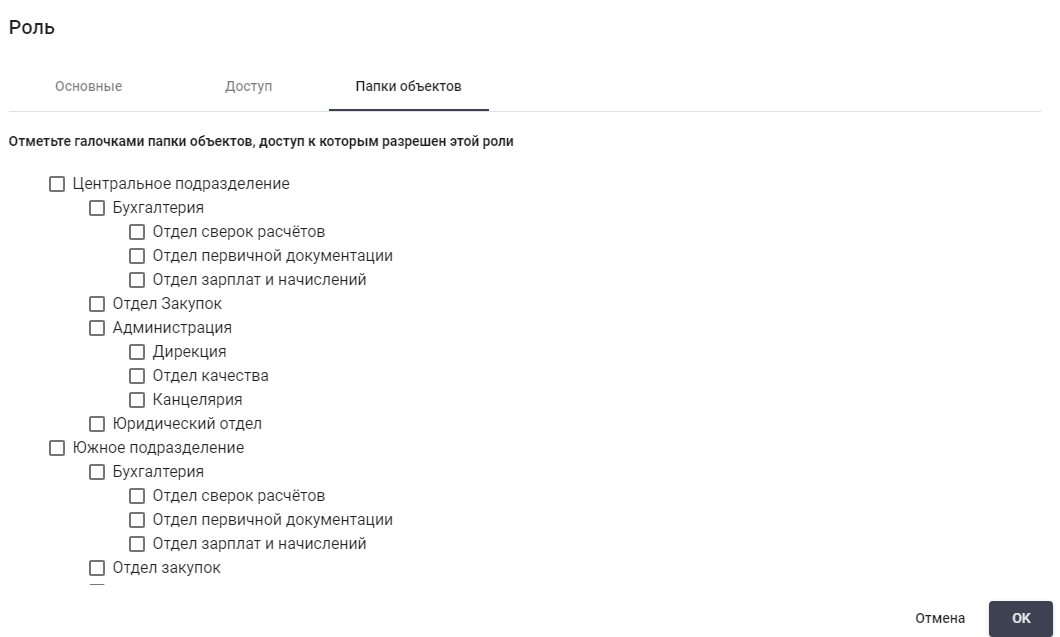 Роль
Основные Доступ Папки объектов
Отметьте галочками папки объектов, доступ к которым разрешен этой роли
Центральное подразделение
Бухгалтерия
Отдел сверок расчётов
Отдел первичной документации
Отдел зарплат и начислений
Отдел Закупок
Администрация
Дирекция
Отдел качества
Канцелярия
Юридический отдел
Южное подразделение
Бухгалтерия
Отдел сверок расчётов
Отдел первичной документации
Отдел зарплат и начислений
Отдел закупок
Отмена OK